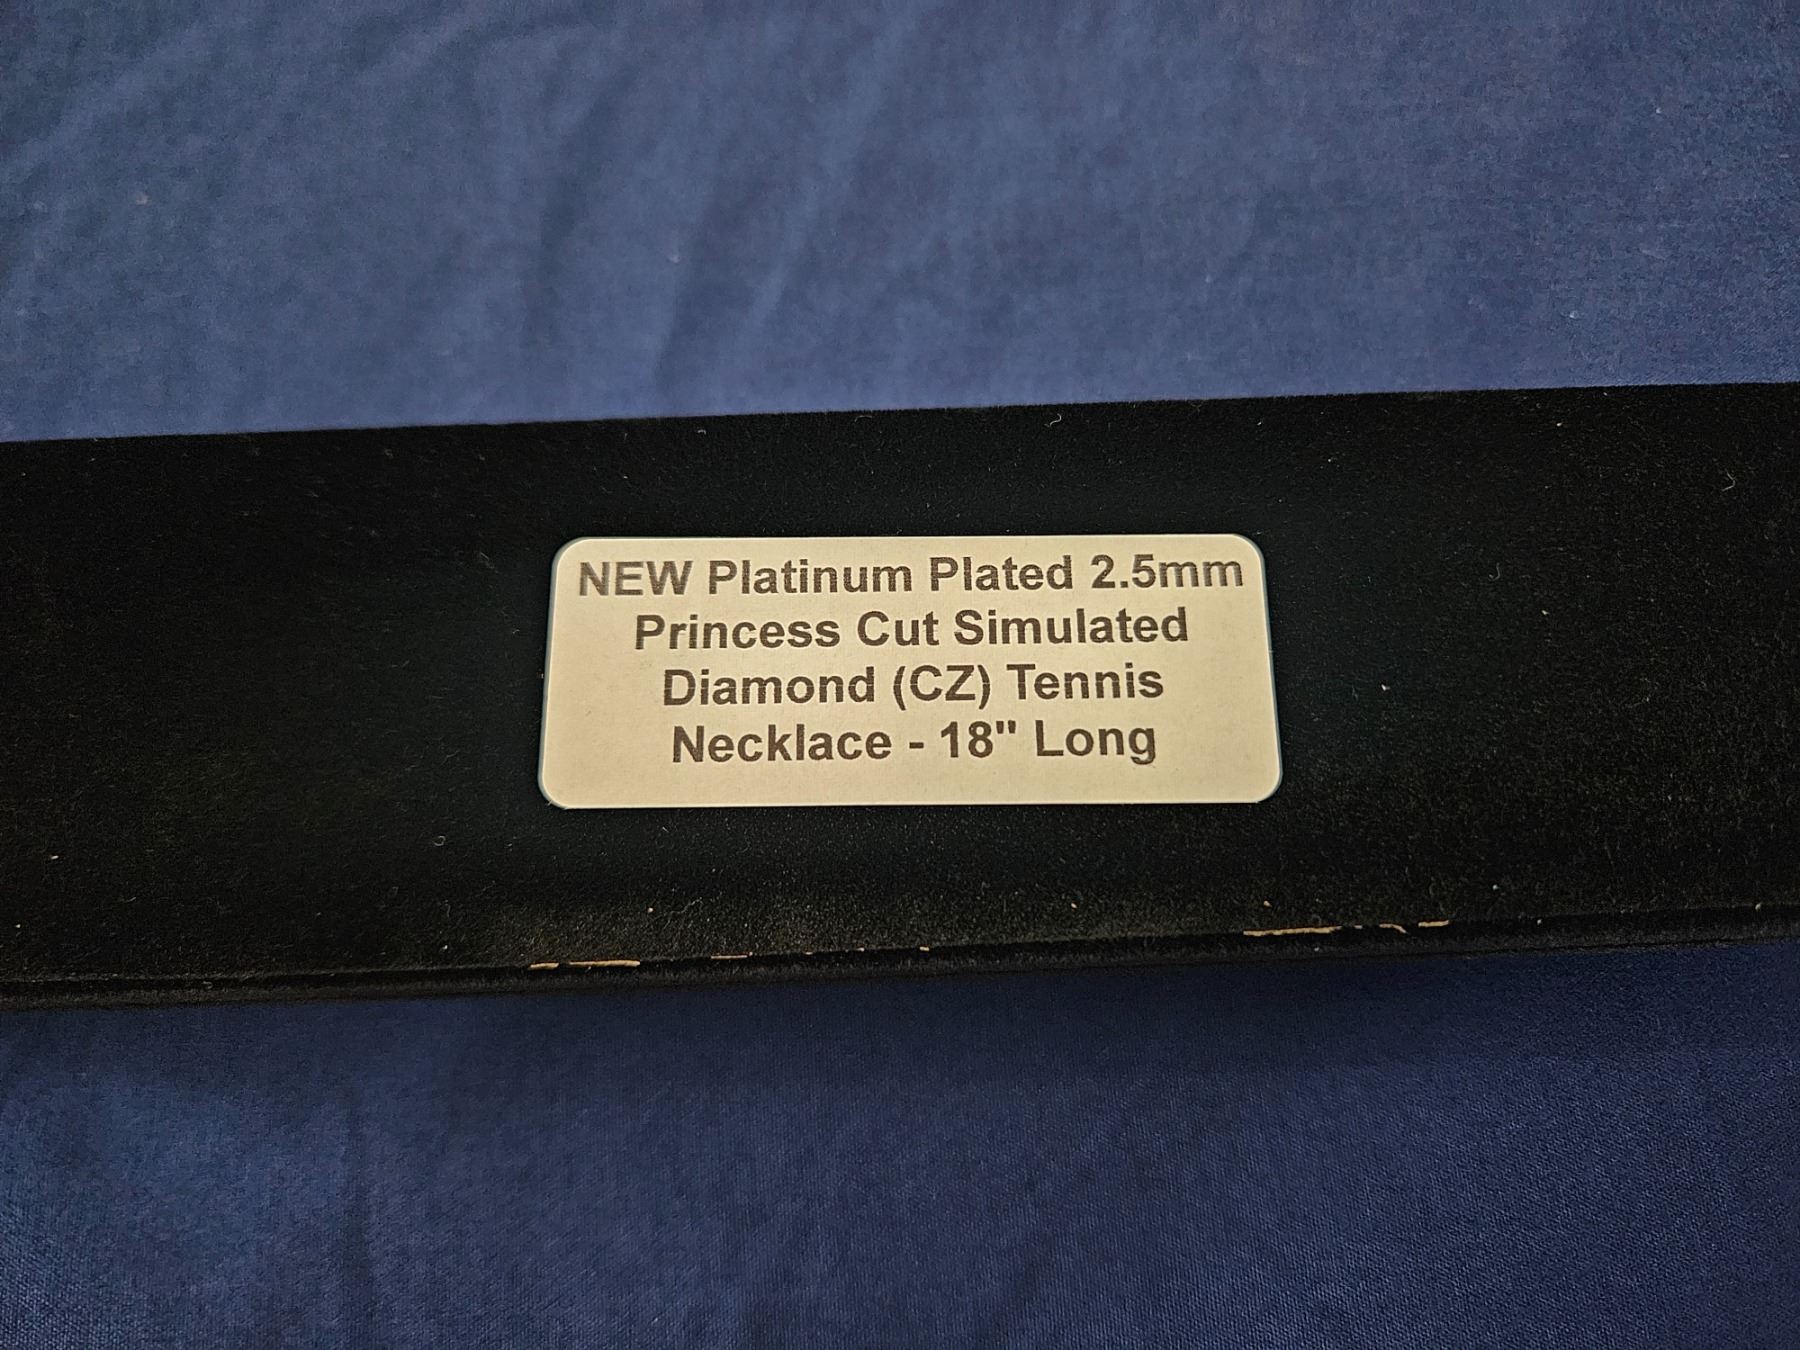 NEW Platinum Plated 2.5mm
Princess Cut Simulated
Diamond (CZ) Tennis
Necklace - 18" Long